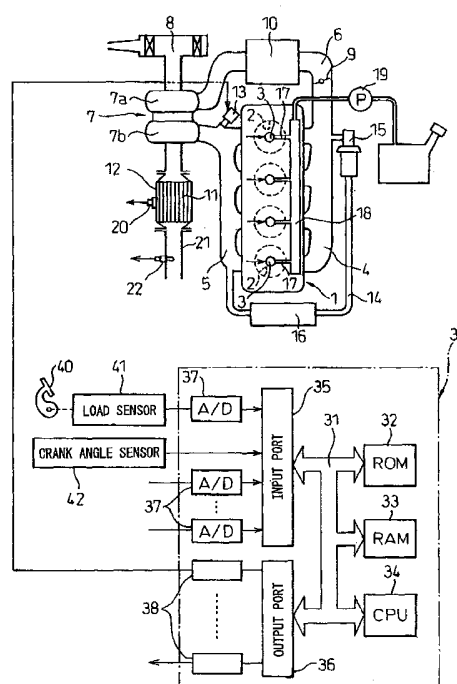 8
10
6
9
13
7a
7
7b
19
P
2
3
17
15
12
11
20
18
21
22
5
3
2
17
1
4
14
16
40
41
37
35
3
LOAD SENSOR
A/D
CRANK ANGLE SENSOR
42
A/D
37
A/D
INPUT PORT
31
32
ROM
33
RAM
34
CPU
38
OUTPUT PORT
36